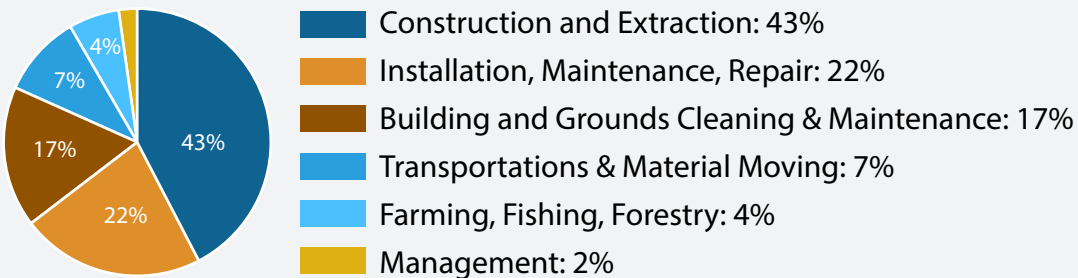 4%
7%
17%
43%
22%
Construction and Extraction: 43%
Installation, Maintenance, Repair: 22%
Building and Grounds Cleaning & Maintenance: 17%
Transportations & Material Moving: 7%
Farming, Fishing, Forestry: 4%
Management: 2%